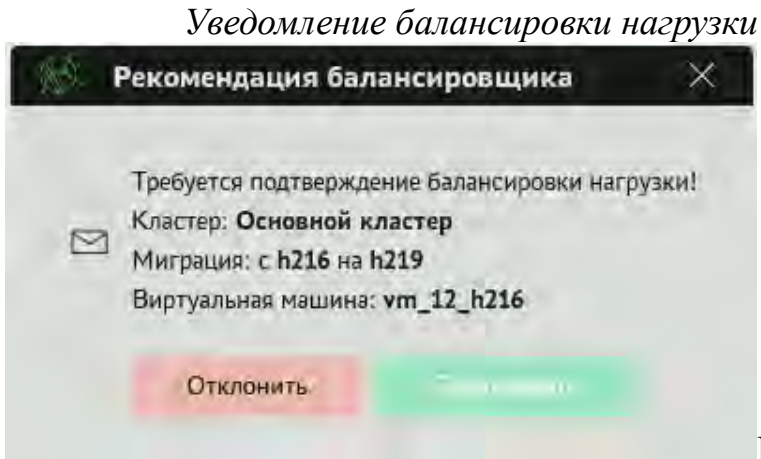 Уведомление балансировки нагрузки
Рекомендация балансировщика
Требуется подтверждение балансировки нагрузки!
Кластер: Основной кластер
Миграция: с h216 на h219
Виртуальная машина: vm_12_h216
Отклонить